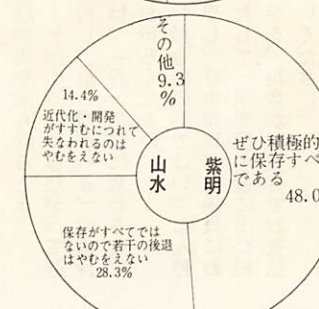 その他
9.3
%
14.4%
近代化・開発
がすすむにつれて
失なわれるのは
やむをえない
山水
紫明
ぜひ積極的
に保存すべ
である
48.0
保存がすべてでは
ないので若干の後退
はやむをえない
28.3%